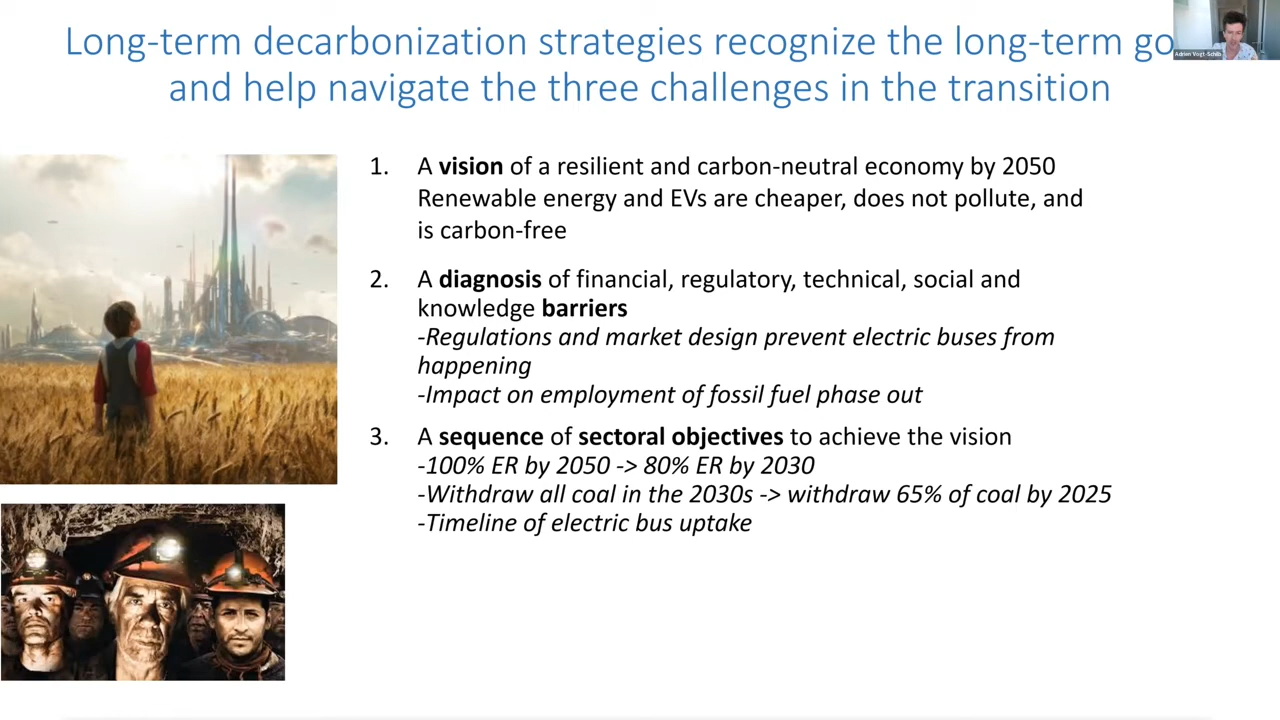 Long-term decarbonization strategies recognize the long-term go
and help navigate the three challenges in the transition
Adrien Vogt-Schilb
1. A vision of a resilient and carbon-neutral economy by 2050
Renewable energy and EVs are cheaper, does not pollute, and
is carbon-free
2. A diagnosis of financial, regulatory, technical, social and
knowledge barriers
-Regulations and market design prevent electric buses from
happening
-Impact on employment of fossil fuel phase out
3. A sequence of sectoral objectives to achieve the vision
-100% ER by 2050 -> 80% ER by 2030
-Withdraw all coal in the 2030s -> withdraw 65% of coal by 2025
-Timeline of electric bus uptake